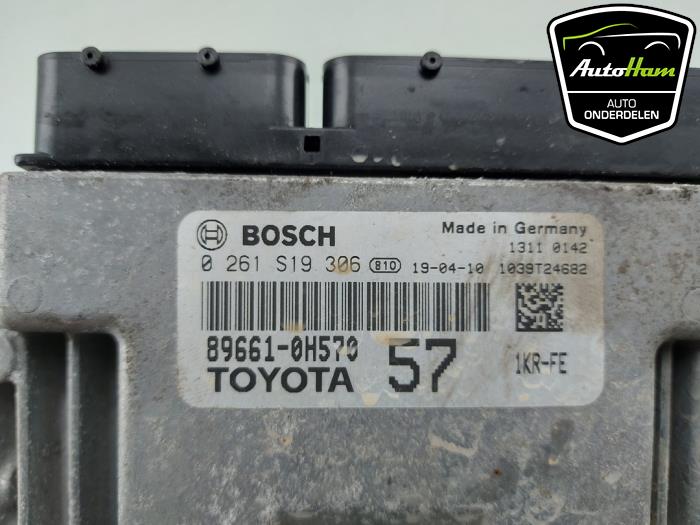 AutoHam
AUTO
ONDERDELEN
BOSCH
Made in Germany
1311 0142
0 261 S19 306 810 19-04-10 1039T24682
89661-0H570
57
1KR-FE
TOYOTA